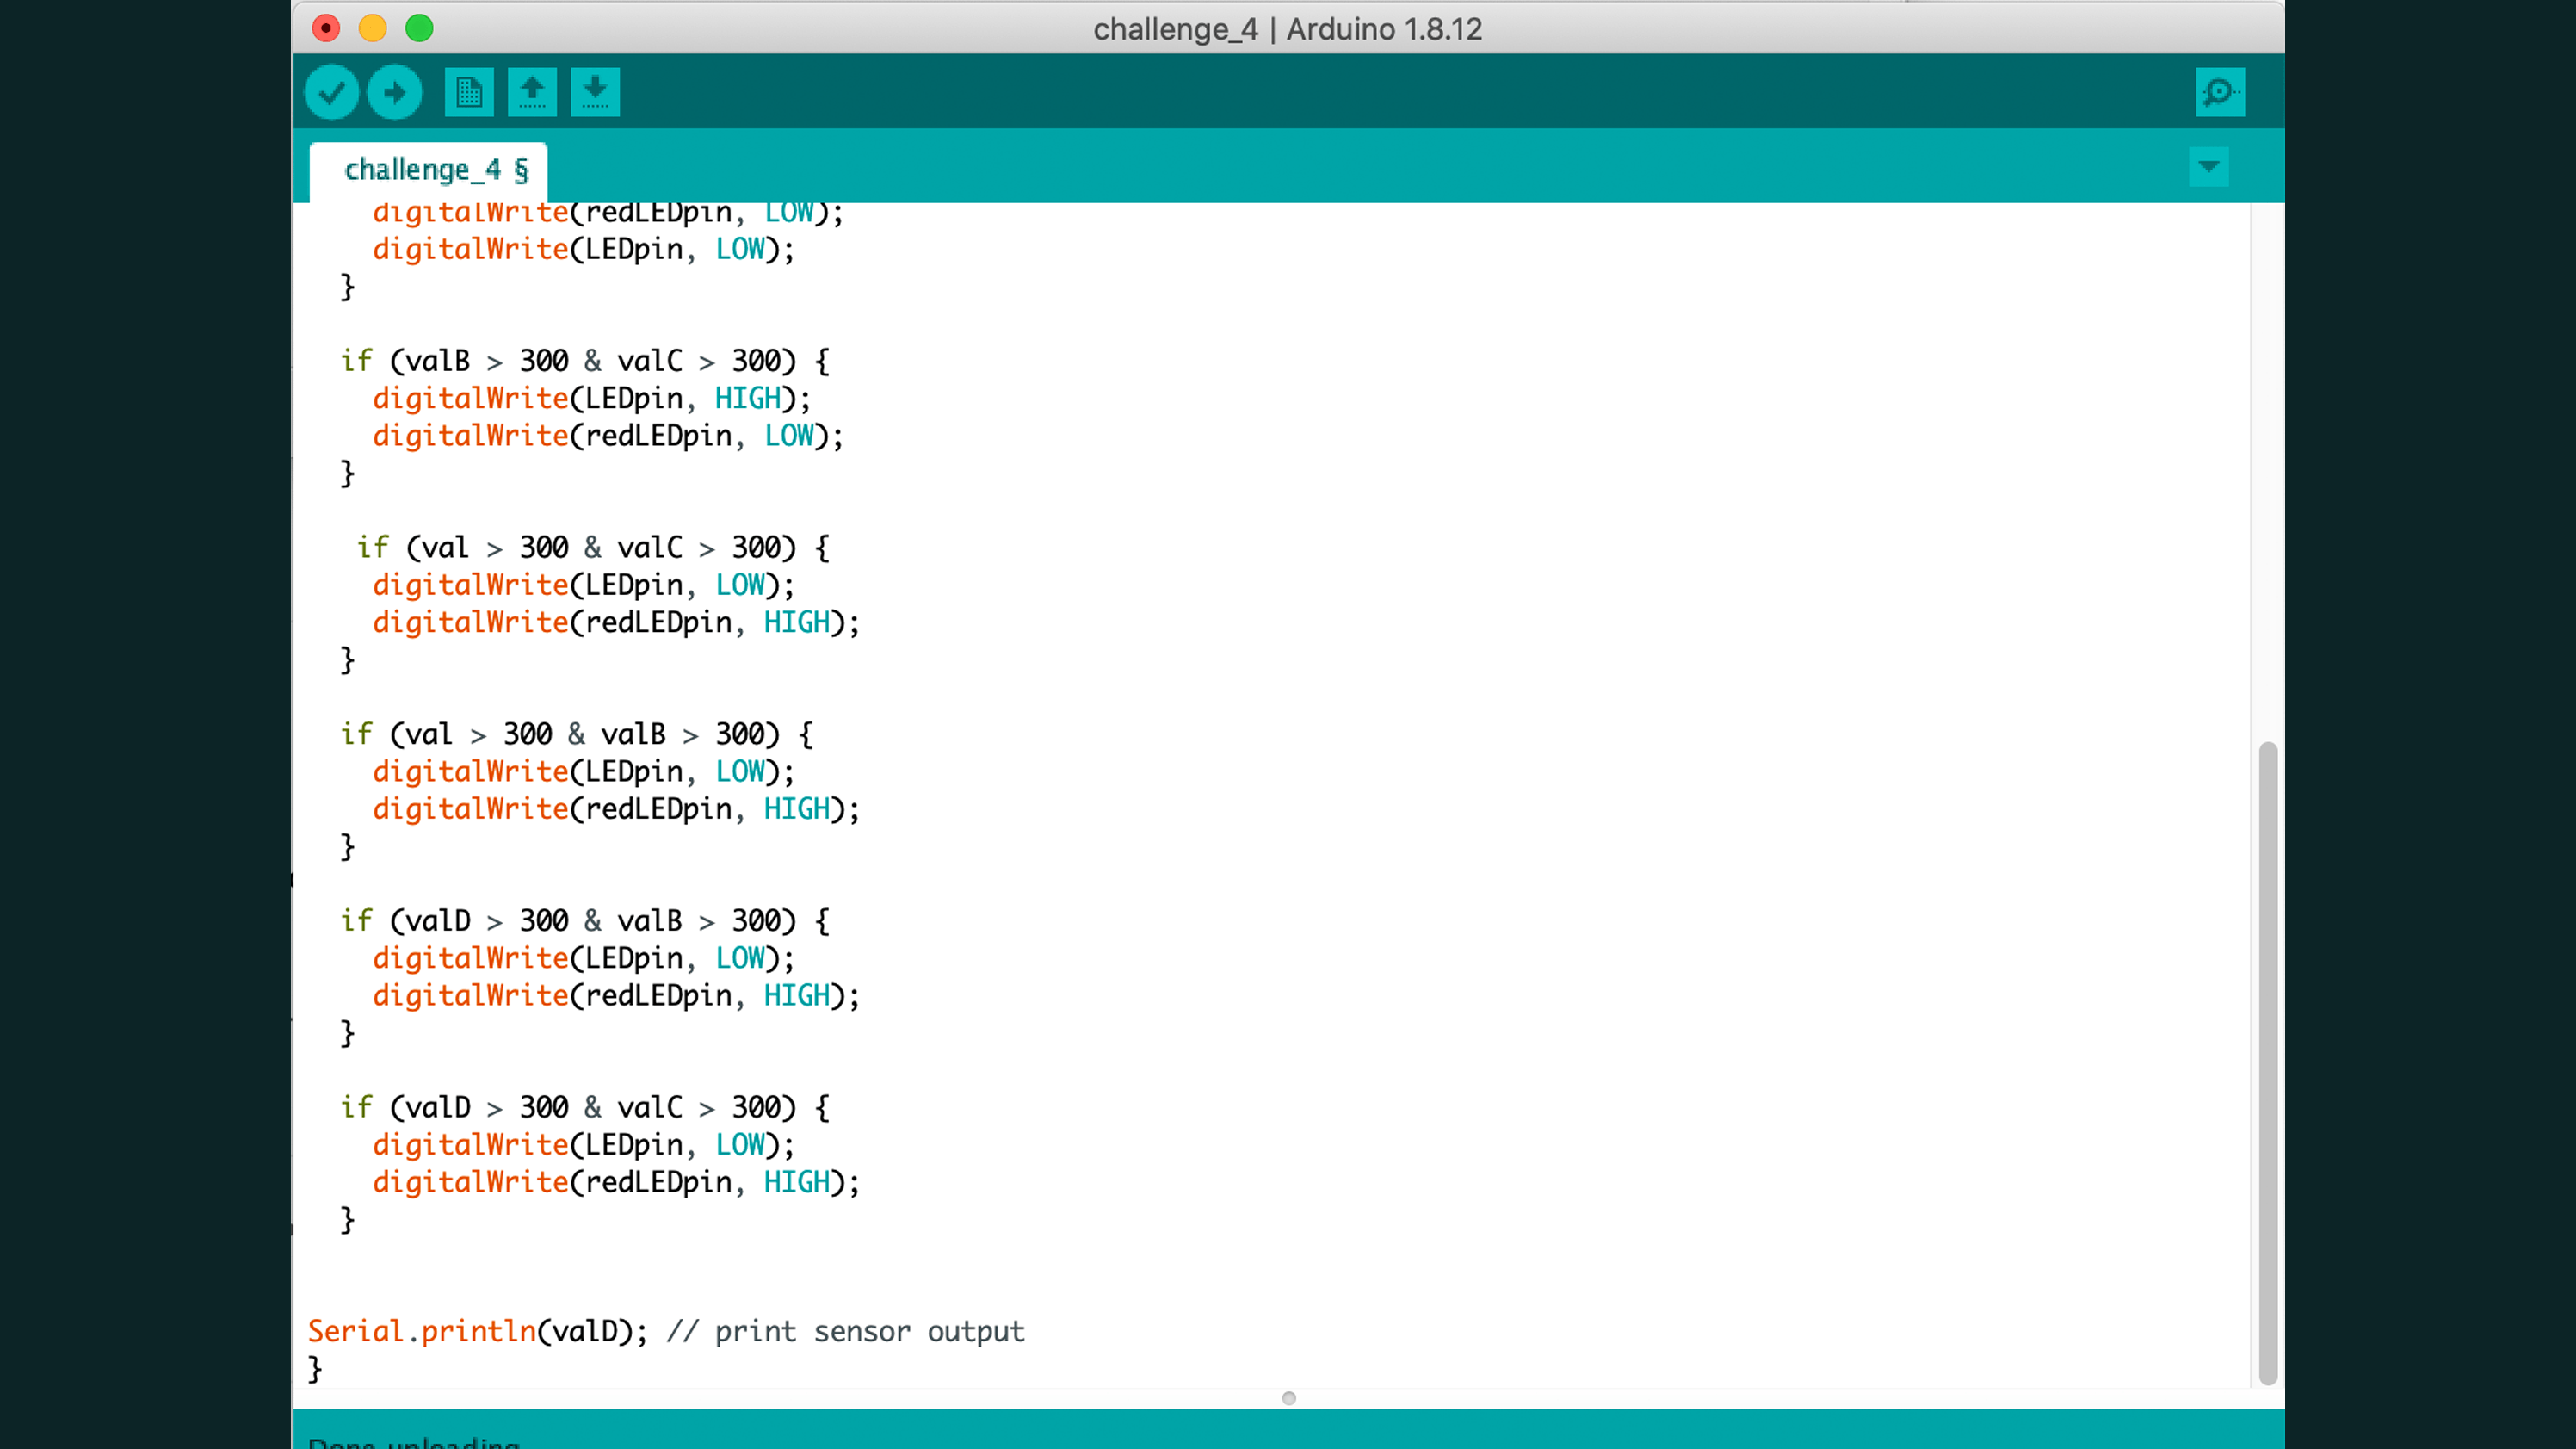 challenge_4 | Arduino 1.8.12
challenge_4 §
digitalWrite(redLEDpin, LOW);
digitalWrite(LEDpin, LOW);
}
if (valB > 300 & valC > 300) {
digitalWrite(LEDpin, HIGH);
digitalWrite(redLEDpin, LOW);
}
if (val > 300 & valC > 300) {
digitalWrite(LEDpin, LOW);
digitalWrite(redLEDpin, HIGH);
}
if (val > 300 & valB > 300) {
digitalWrite(LEDpin, LOW);
digitalWrite(redLEDpin, HIGH);
}
if (valD > 300 & valB > 300) {
digitalWrite(LEDpin, LOW);
digitalWrite(redLEDpin, HIGH);
}
if (valD > 300 & valC > 300) {
digitalWrite(LEDpin, LOW);
digitalWrite(redLEDpin, HIGH);
}
Serial.println(valD); // print sensor output
}
Done uploading.